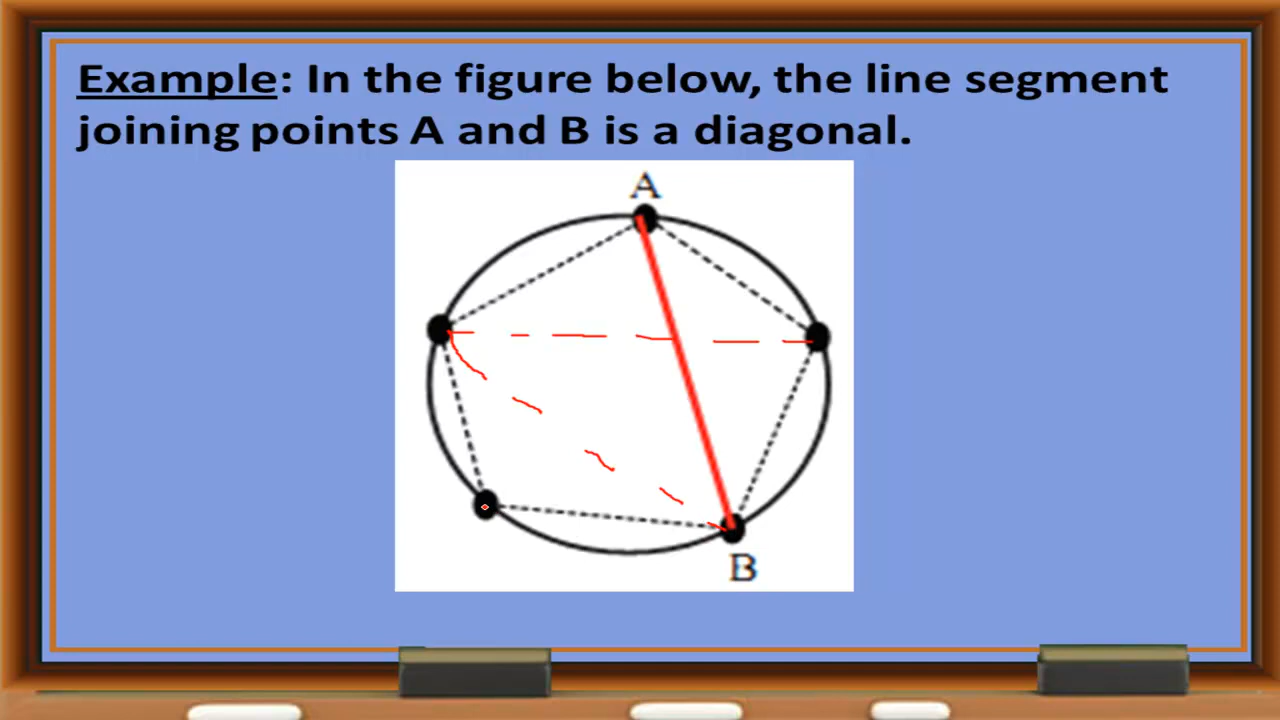 Example: In the figure below, the line segment
joining points A and B is a diagonal.
A
B